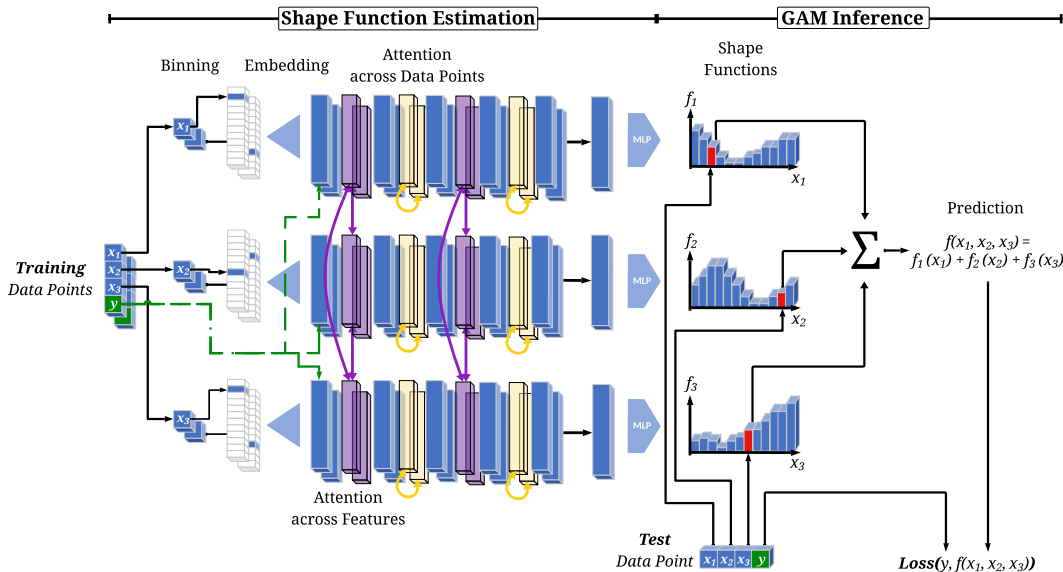 Shape Function Estimation
GAM Inference
Binning
Embedding
Attention
across Data Points
Shape
Functions
x₁
MLP
f₁
x₁
Training
Data Points
x₁
x₂
x₃
y
x₂
f₂
x₂
Σ
Prediction
f(x₁, x₂, x₃) =
f₁(x₁) + f₂(x₂) + f₃(x₃)
x₃
MLP
f₃
x₃
Attention
across Features
Test
Data Point
x₁ x₂ x₃ y
Loss(y, f(x₁, x₂, x₃))